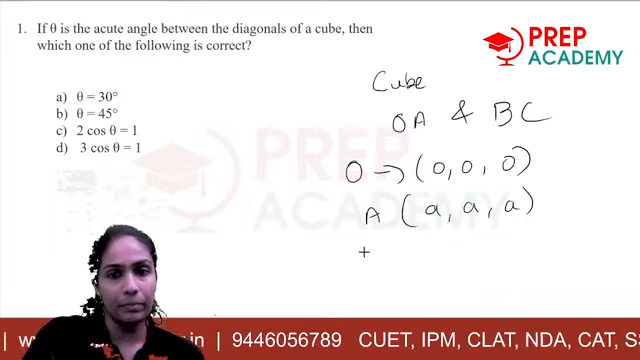 1. If θ is the acute angle between the diagonals of a cube, then
which one of the following is correct?
a) θ = 30°
b) θ = 45°
c) 2 cos θ = 1
d) 3 cos θ = 1
PREP
ACADEMY
Cube
OA & BC
O → (0, 0, 0)
A (a, a, a)
9446056789 CUET, IPM, CLAT, NDA, CAT, S